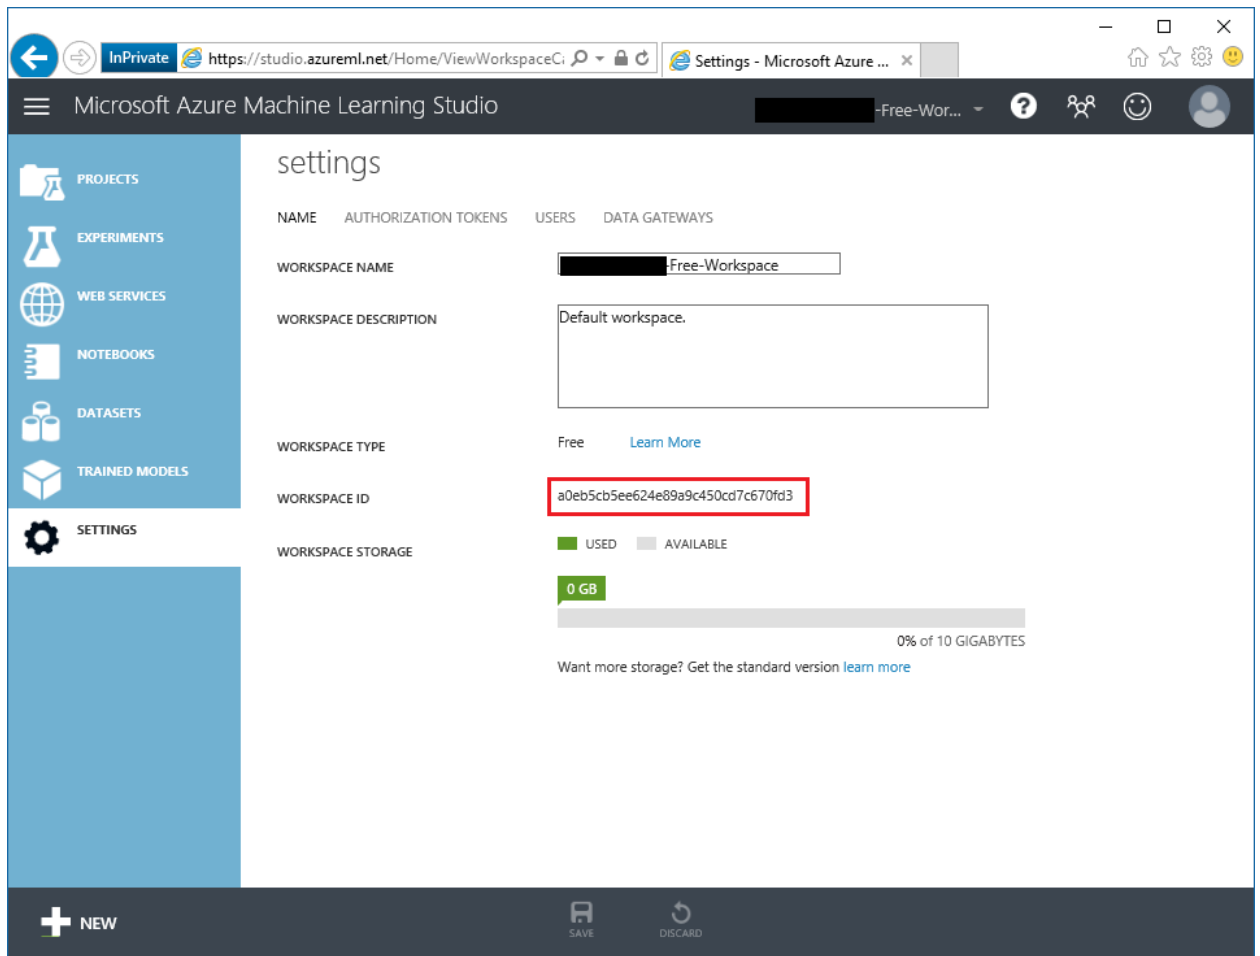 InPrivate https://studio.azureml.net/Home/ViewWorkspaceCa Settings - Microsoft Azure ...
Microsoft Azure Machine Learning Studio -Free-Wor... ?
settings
PROJECTS
EXPERIMENTS
WEB SERVICES
NOTEBOOKS
DATASETS
TRAINED MODELS
SETTINGS
NAME AUTHORIZATION TOKENS USERS DATA GATEWAYS
WORKSPACE NAME -Free-Workspace
WORKSPACE DESCRIPTION Default workspace.
WORKSPACE TYPE Free Learn More
WORKSPACE ID a0eb5cb5ee624e89a9c450cd7c670fd3
WORKSPACE STORAGE USED AVAILABLE
0 GB
0% of 10 GIGABYTES
Want more storage? Get the standard version learn more
NEW SAVE DISCARD